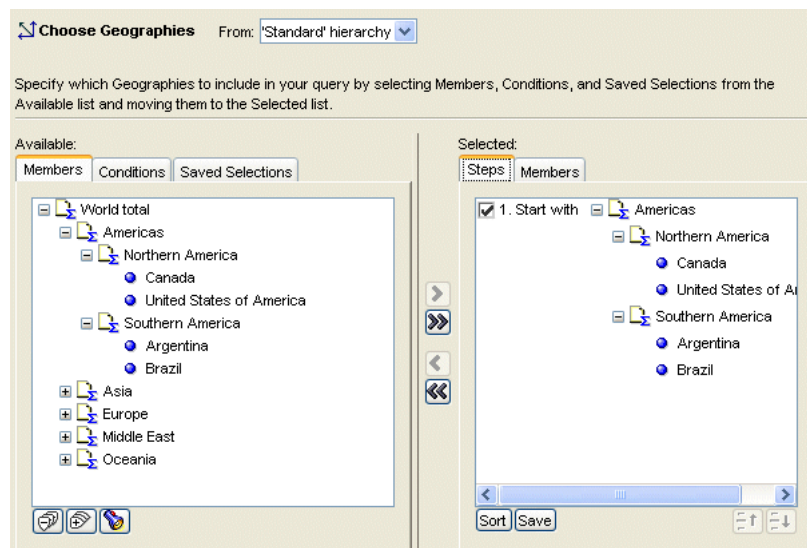 Choose Geographies From: 'Standard' hierarchy
Specify which Geographies to include in your query by selecting Members, Conditions, and Saved Selections from the
Available list and moving them to the Selected list.
Available:
Members Conditions Saved Selections
World total
Americas
Northern America
Canada
United States of America
Southern America
Argentina
Brazil
Asia
Europe
Middle East
Oceania
Selected:
Steps Members
1. Start with Americas
Northern America
Canada
United States of A
Southern America
Argentina
Brazil
Sort Save